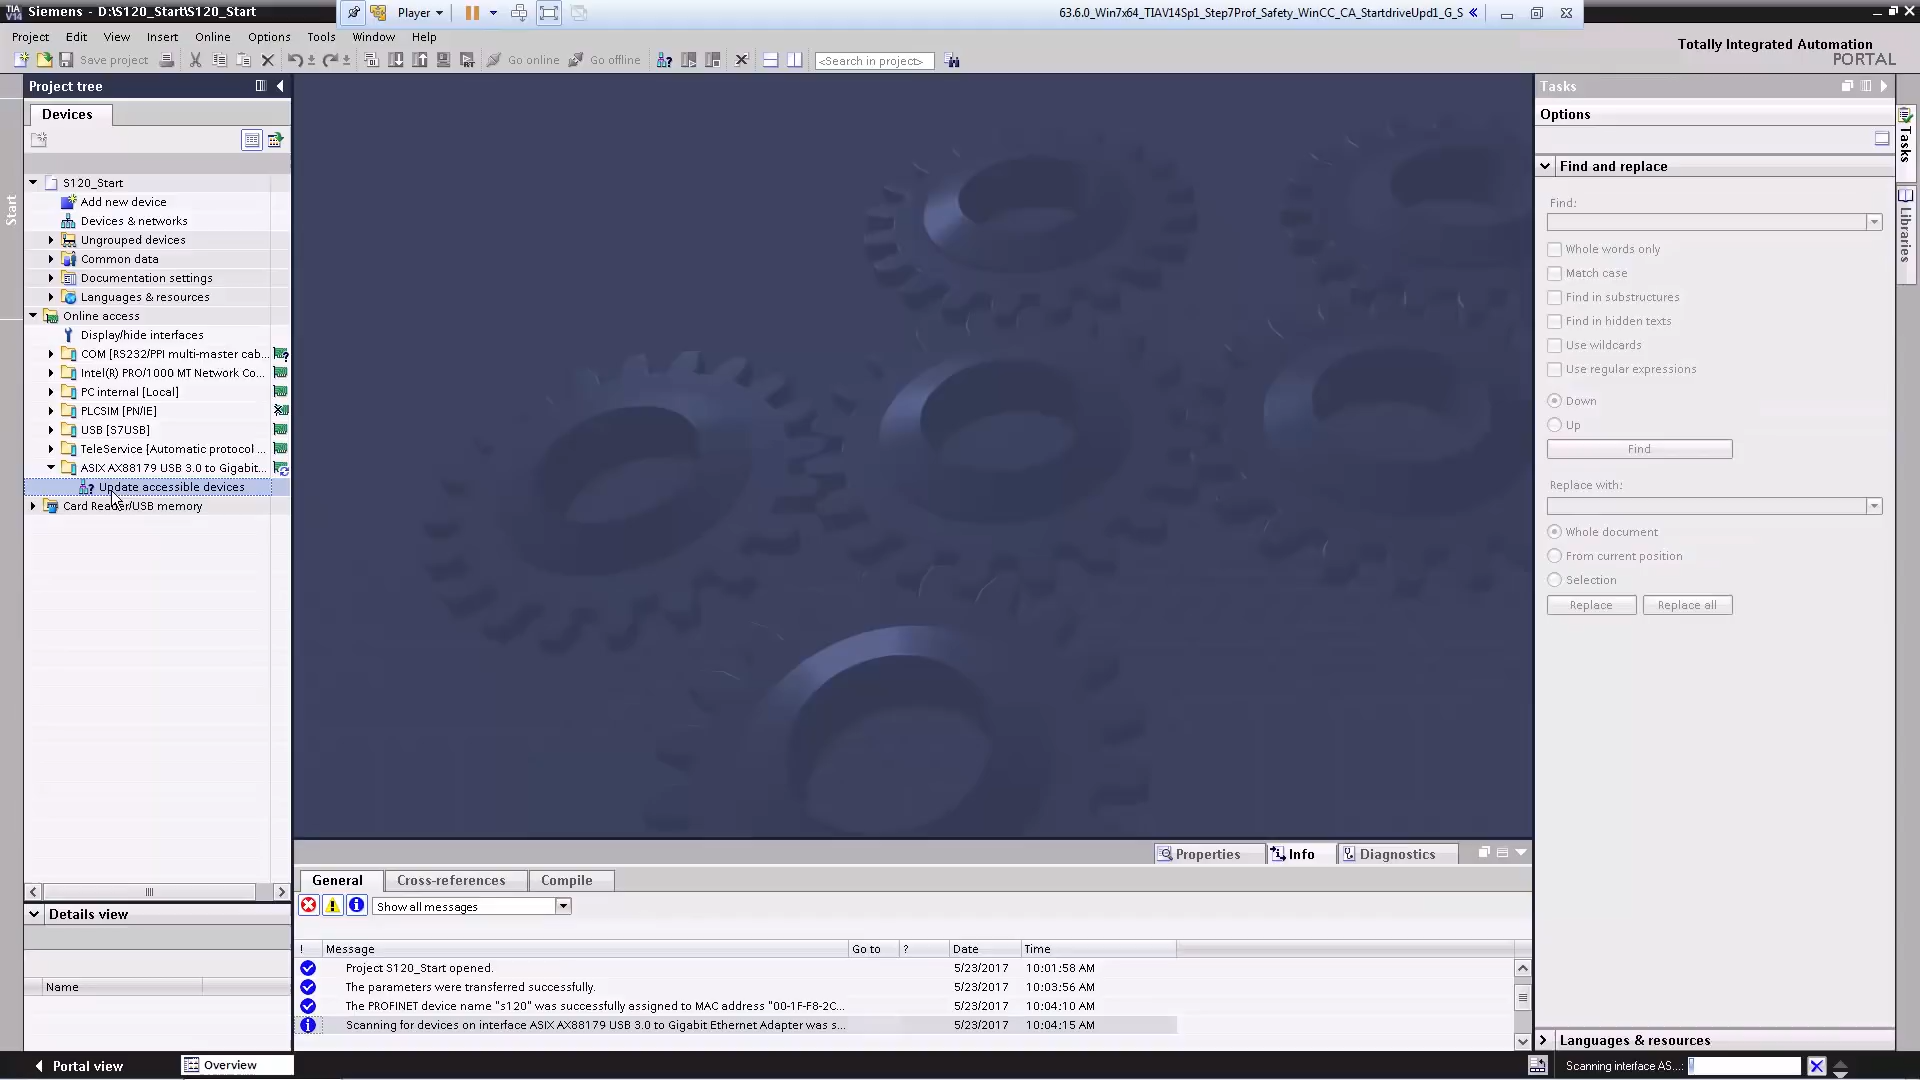 Siemens - D:\S120_Start\S120_Start
Player
63.6.0_Win7x64_TIAV14Sp1_Step7Prof_Safety_WinCC_CA_StartdriveUpd1_G_S
Project Edit View Insert Online Options Tools Window Help
Totally Integrated Automation
PORTAL
Save project Go online Go offline <Search in project>
Project tree
Devices
Start
S120_Start
Add new device
Devices & networks
Ungrouped devices
Common data
Documentation settings
Languages & resources
Online access
Display/hide interfaces
COM [RS232/PPI multi-master cab...
Intel(R) PRO/1000 MT Network Co...
PC internal [Local]
PLCSIM [PN/IE]
USB [S7USB]
TeleService [Automatic protocol ...
ASIX AX88179 USB 3.0 to Gigabit...
Update accessible devices
Card Reader/USB memory
Details view
Name
Properties Info Diagnostics
General Cross-references Compile
Show all messages
! Message Go to ? Date Time
Project S120_Start opened. 5/23/2017 10:01:58 AM
The parameters were transferred successfully. 5/23/2017 10:03:56 AM
The PROFINET device name "s120" was successfully assigned to MAC address "00-1F-F8-2C... 5/23/2017 10:04:10 AM
Scanning for devices on interface ASIX AX88179 USB 3.0 to Gigabit Ethernet Adapter was s... 5/23/2017 10:04:15 AM
Tasks
Options
Find and replace
Find:
Whole words only
Match case
Find in substructures
Find in hidden texts
Use wildcards
Use regular expressions
Down
Up
Find
Replace with:
Whole document
From current position
Selection
Replace Replace all
Languages & resources
Tasks
Libraries
Portal view Overview
Scanning interface AS...: